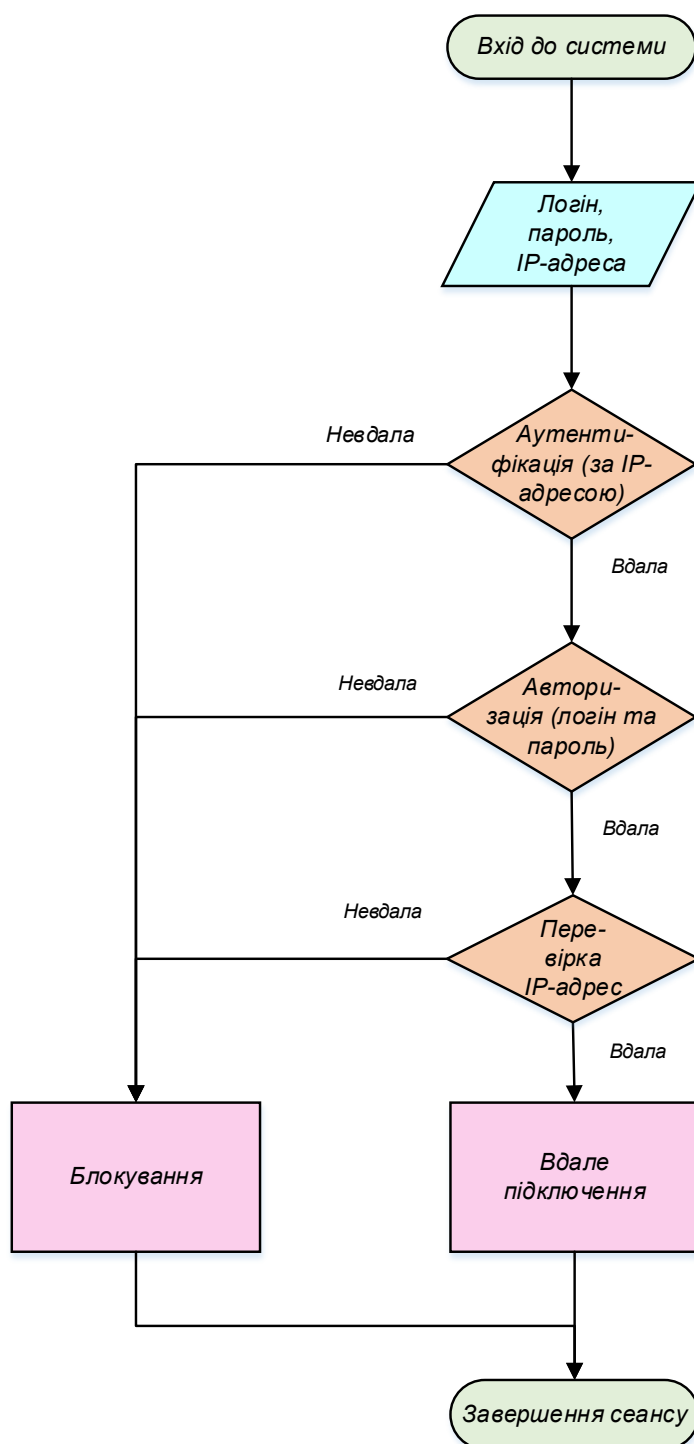 Вхід до системи
Логін,
пароль,
IP-адреса
Невдала
Аутенти-
фікація (за IP-
адресою)
Вдала
Невдала
Автори-
зація (логін та
пароль)
Вдала
Невдала
Пере-
вірка
IP-адрес
Вдала
Блокування
Вдале
підключення
Завершення сеансу